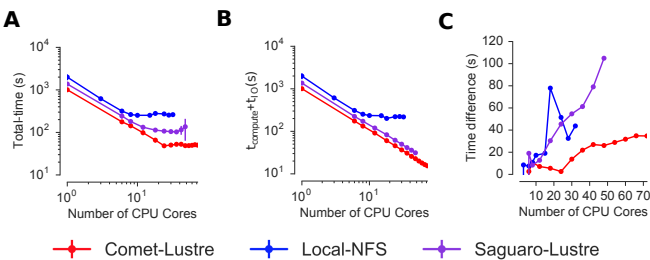 A
B
C
Total-time (s)
10^4
10^3
10^2
10^1
10^0
10^1
Number of CPU Cores
t_compute+t_I/O(s)
10^4
10^3
10^2
10^1
10^0
10^1
Number of CPU Cores
Time difference (s)
120
100
80
60
40
20
0
10 20 30 40 50 60 70
Number of CPU Cores
Comet-Lustre Local-NFS Saguaro-Lustre